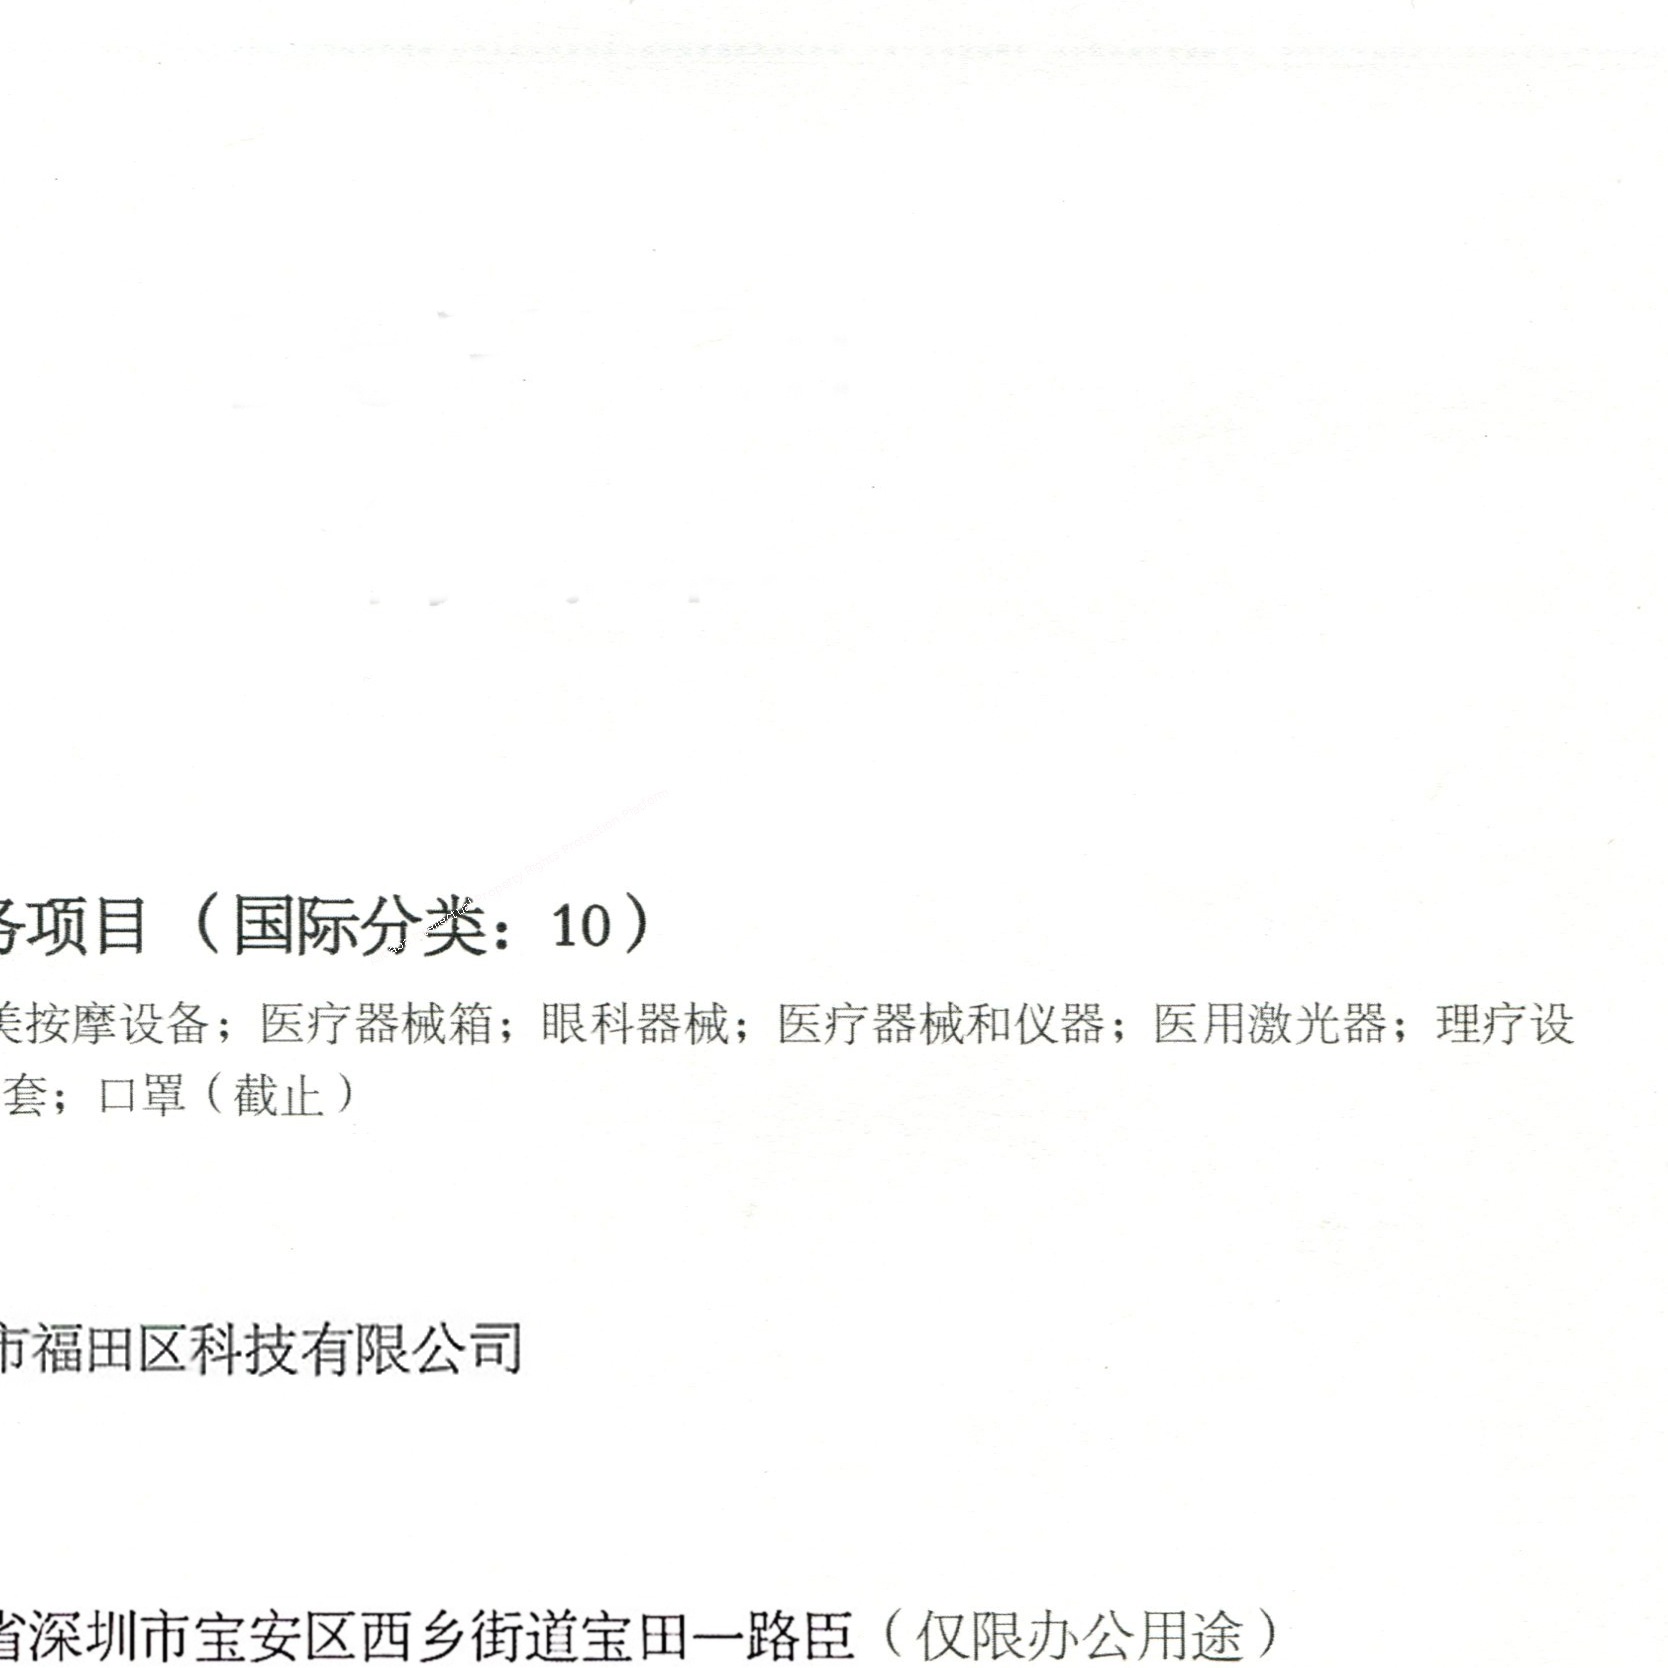 务项目（国际分类：10）
美按摩设备；医疗器械箱；眼科器械；医疗器械和仪器；医用激光器；理疗设
套；口罩（截止）
市福田区科技有限公司
省深圳市宝安区西乡街道宝田一路臣（仅限办公用途）